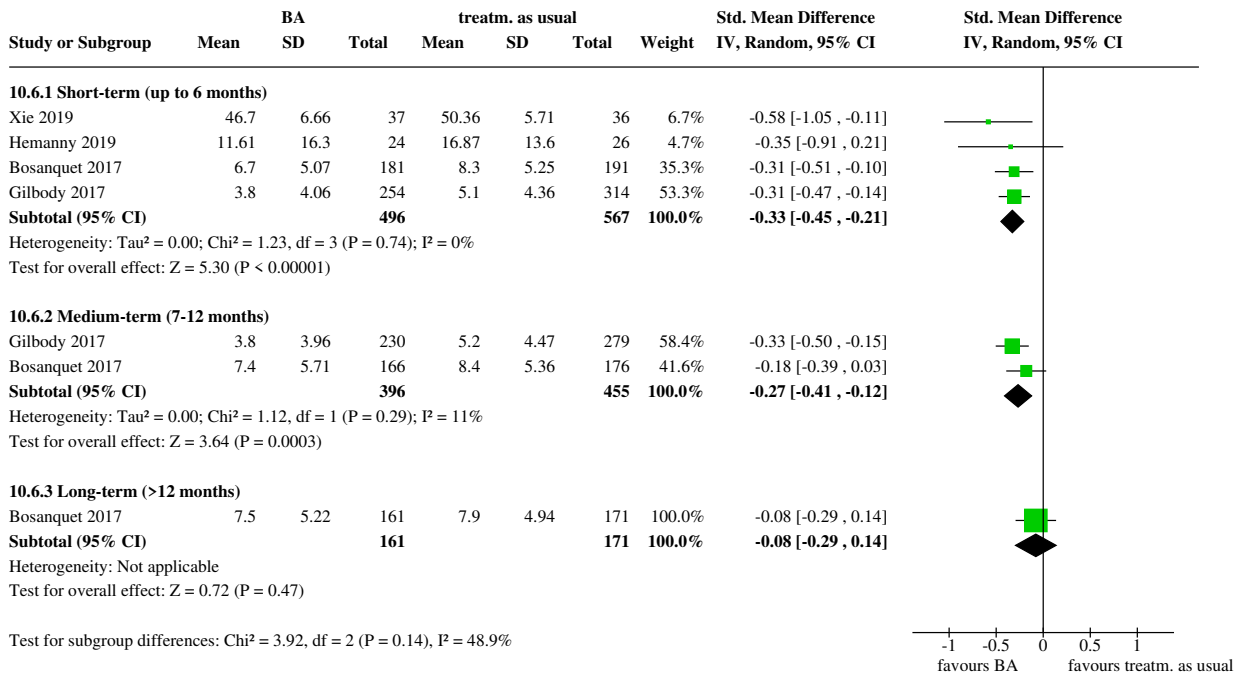 BA treatm. as usual Std. Mean Difference Std. Mean Difference
Study or Subgroup Mean SD Total Mean SD Total Weight IV, Random, 95% CI IV, Random, 95% CI
10.6.1 Short-term (up to 6 months)
Xie 2019 46.7 6.66 37 50.36 5.71 36 6.7% -0.58 [-1.05 , -0.11]
Hemanny 2019 11.61 16.3 24 16.87 13.6 26 4.7% -0.35 [-0.91 , 0.21]
Bosanquet 2017 6.7 5.07 181 8.3 5.25 191 35.3% -0.31 [-0.51 , -0.10]
Gilbody 2017 3.8 4.06 254 5.1 4.36 314 53.3% -0.31 [-0.47 , -0.14]
Subtotal (95% CI) 496 567 100.0% -0.33 [-0.45 , -0.21]
Heterogeneity: Tau² = 0.00; Chi² = 1.23, df = 3 (P = 0.74); I² = 0%
Test for overall effect: Z = 5.30 (P < 0.00001)
10.6.2 Medium-term (7-12 months)
Gilbody 2017 3.8 3.96 230 5.2 4.47 279 58.4% -0.33 [-0.50 , -0.15]
Bosanquet 2017 7.4 5.71 166 8.4 5.36 176 41.6% -0.18 [-0.39 , 0.03]
Subtotal (95% CI) 396 455 100.0% -0.27 [-0.41 , -0.12]
Heterogeneity: Tau² = 0.00; Chi² = 1.12, df = 1 (P = 0.29); I² = 11%
Test for overall effect: Z = 3.64 (P = 0.0003)
10.6.3 Long-term (>12 months)
Bosanquet 2017 7.5 5.22 161 7.9 4.94 171 100.0% -0.08 [-0.29 , 0.14]
Subtotal (95% CI) 161 171 100.0% -0.08 [-0.29 , 0.14]
Heterogeneity: Not applicable
Test for overall effect: Z = 0.72 (P = 0.47)
Test for subgroup differences: Chi² = 3.92, df = 2 (P = 0.14), I² = 48.9%
-1 -0.5 0 0.5 1
favours BA favours treatm. as usual